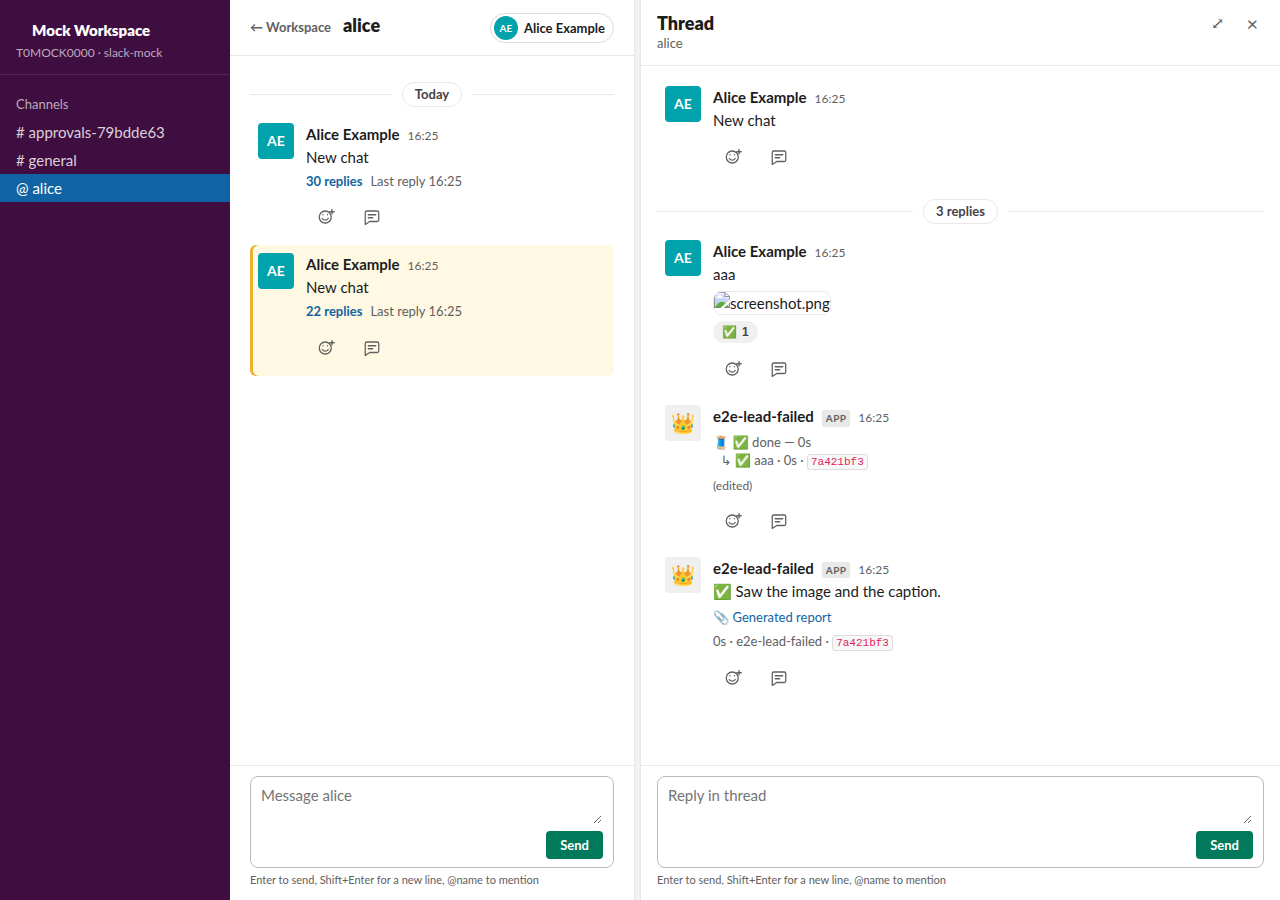 Mock Workspace
T0MOCK0000 · slack-mock
Channels
# approvals-79bdde63
# general
@ alice
← Workspace alice
AE Alice Example
Today
AE Alice Example 16:25
New chat
30 replies Last reply 16:25
AE Alice Example 16:25
New chat
22 replies Last reply 16:25
Message alice
Send
Enter to send, Shift+Enter for a new line, @name to mention
Thread
alice
AE Alice Example 16:25
New chat
3 replies
AE Alice Example 16:25
aaa
screenshot.png
✅ 1
e2e-lead-failed APP 16:25
🧵 ✅ done — 0s
↳ ✅ aaa · 0s · 7a421bf3
(edited)
e2e-lead-failed APP 16:25
✅ Saw the image and the caption.
📎 Generated report
0s · e2e-lead-failed · 7a421bf3
Reply in thread
Send
Enter to send, Shift+Enter for a new line, @name to mention